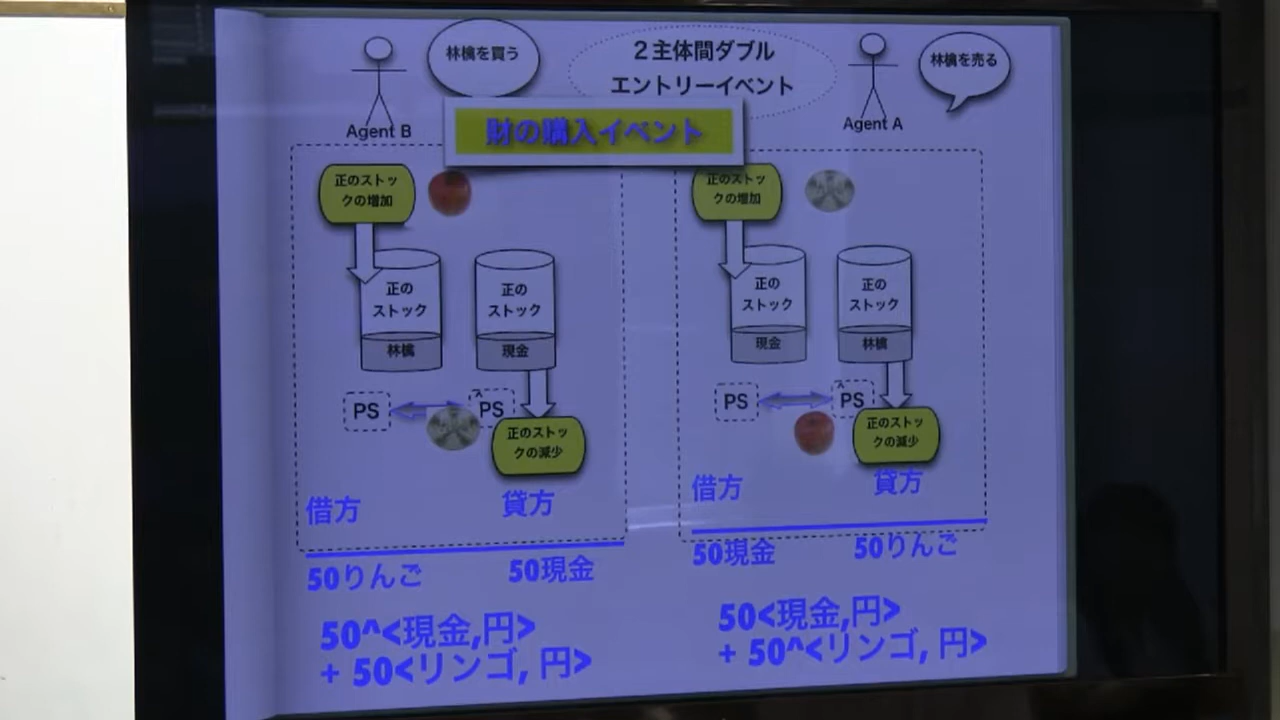 林檎を買う
2主体間ダブル
エントリーイベント
林檎を売る
Agent B
Agent A
財の購入イベント
正のストッ
クの増加
正の
ストック
林檎
正の
ストック
現金
PS
^PS
正のストッ
クの減少
借方
貸方
50りんご
50現金
50^<現金,円>
+ 50<リンゴ, 円>
正のストッ
クの増加
正の
ストック
現金
正の
ストック
林檎
PS
^PS
正のストッ
クの減少
借方
貸方
50現金
50りんご
50<現金,円>
+ 50^<リンゴ, 円>